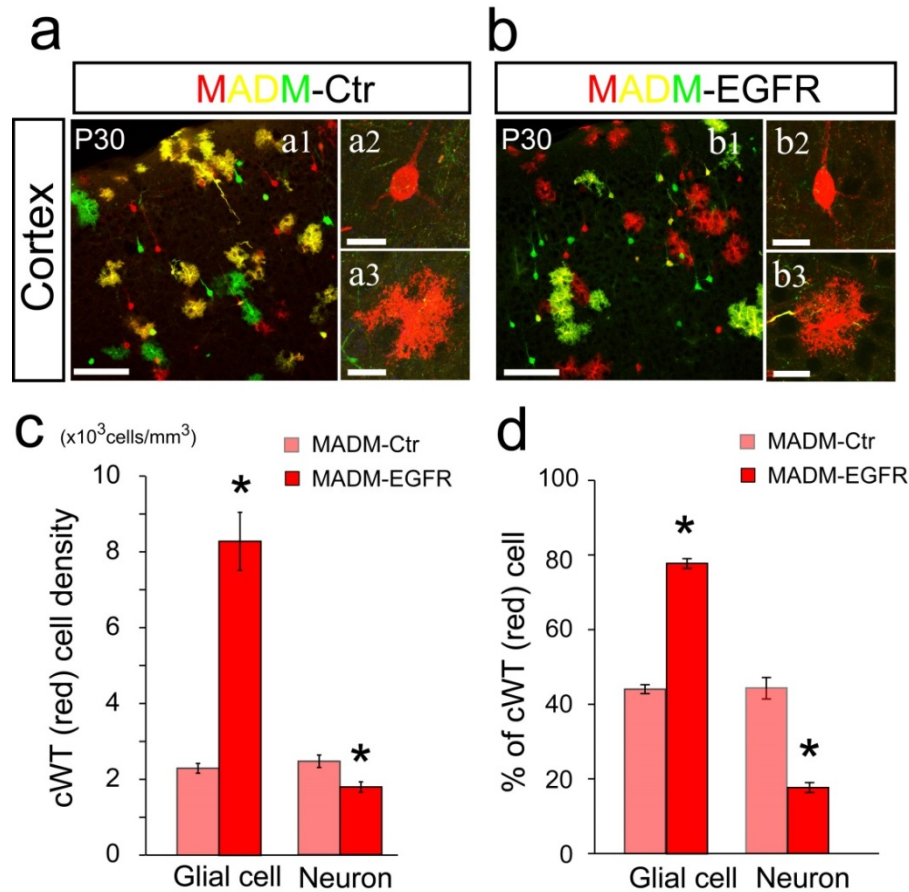 a
MADM-Ctr
b
MADM-EGFR
Cortex
P30
a1
a2
a3
P30
b1
b2
b3
c
(x10³cells/mm³)
MADM-Ctr
MADM-EGFR
cWT (red) cell density
10
8
6
4
2
0
*
*
Glial cell
Neuron
d
MADM-Ctr
MADM-EGFR
% of cWT (red) cell
100
80
60
40
20
0
*
*
Glial cell
Neuron